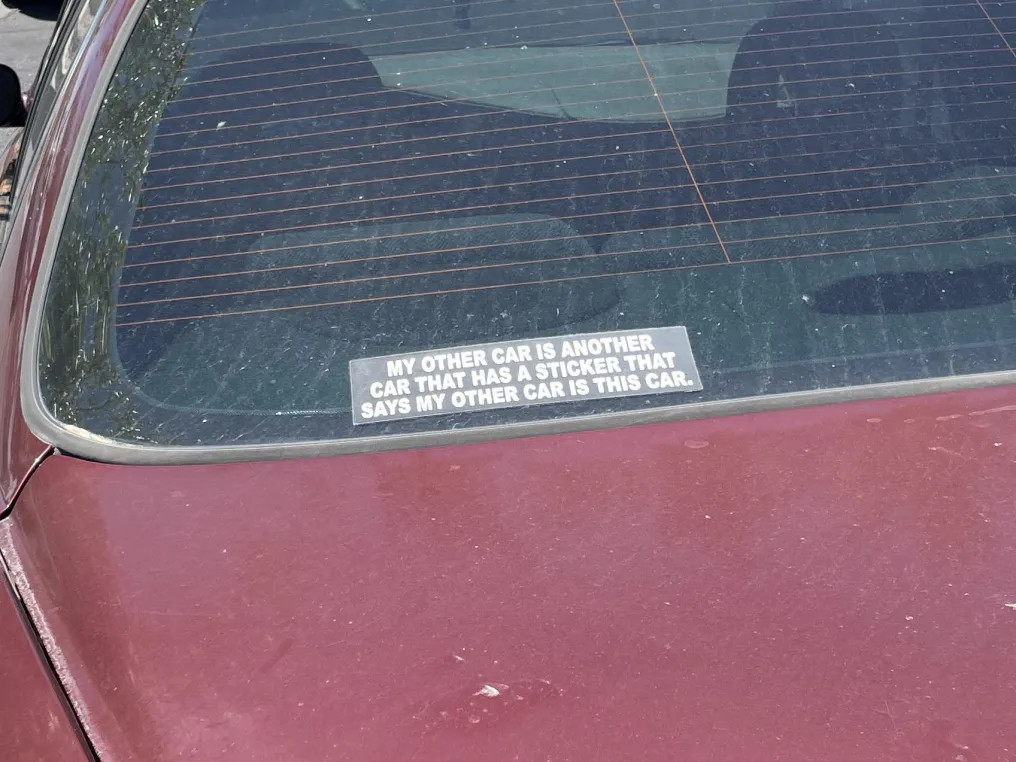 MY OTHER CAR IS ANOTHER
CAR THAT HAS A STICKER THAT
SAYS MY OTHER CAR IS THIS CAR.